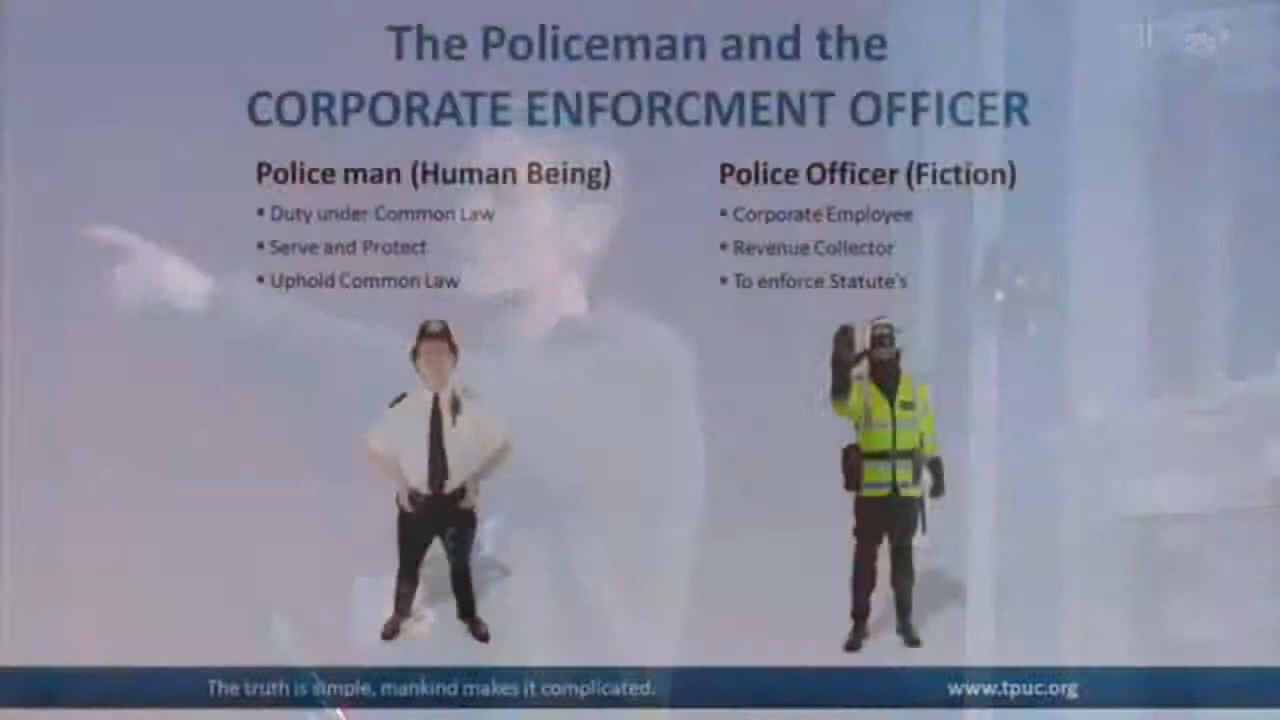 The Policeman and the
CORPORATE ENFORCMENT OFFICER
Police man (Human Being)
• Duty under Common Law
• Serve and Protect
• Uphold Common Law
Police Officer (Fiction)
• Corporate Employee
• Revenue Collector
• To enforce Statute's
The truth is simple, mankind makes it complicated.
www.tpuc.org